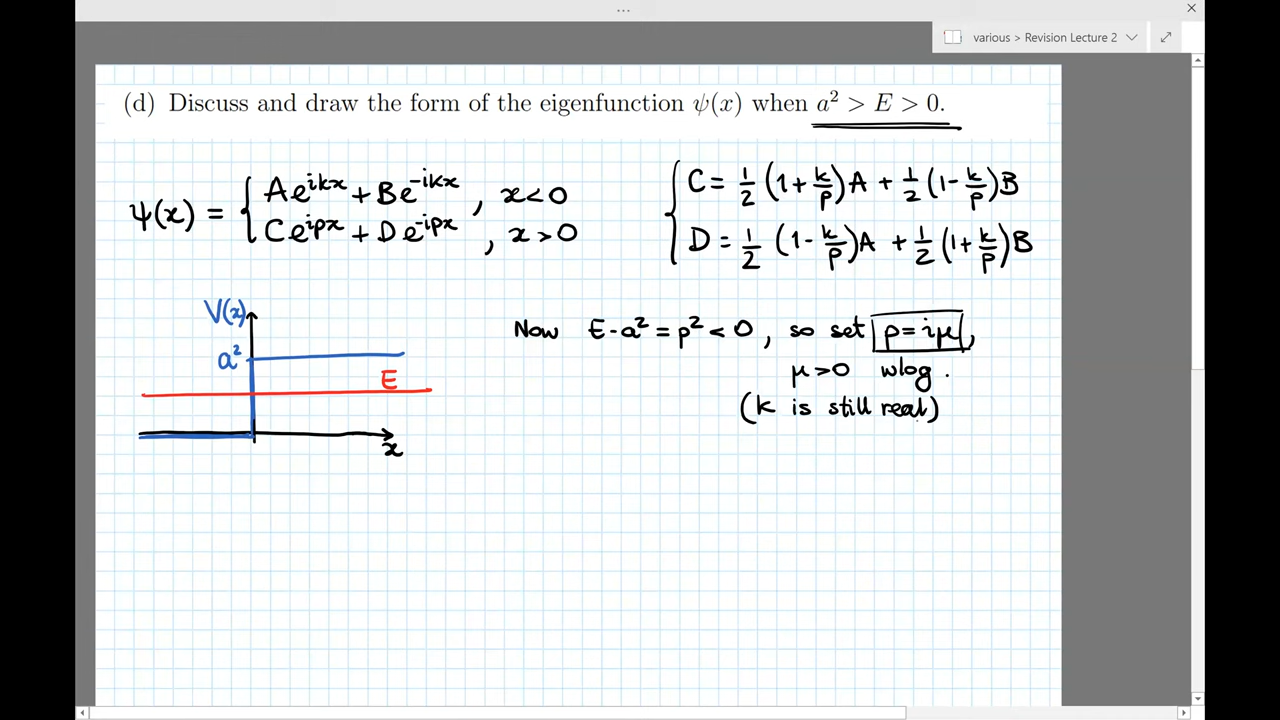 various > Revision Lecture 2
(d) Discuss and draw the form of the eigenfunction ψ(x) when a² > E > 0.
ψ(x) = { Ae^{ikx} + Be^{-ikx} , x < 0
Ce^{ipx} + De^{-ipx} , x > 0
{ C = 1/2 (1 + k/p) A + 1/2 (1 - k/p) B
D = 1/2 (1 - k/p) A + 1/2 (1 + k/p) B
V(x)
a²
E
x
Now E - a² = p² < 0 , so set p = iμ ,
μ > 0 wlog .
(k is still real)